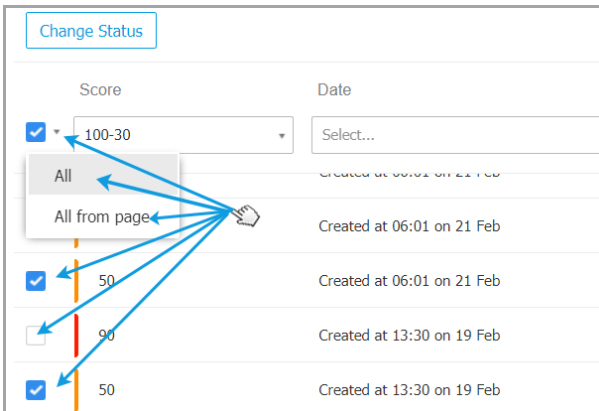 Change Status
Score Date
100-30 Select...
All
All from page
Created at 06:01 on 21 Feb
50 Created at 06:01 on 21 Feb
90 Created at 13:30 on 19 Feb
50 Created at 13:30 on 19 Feb